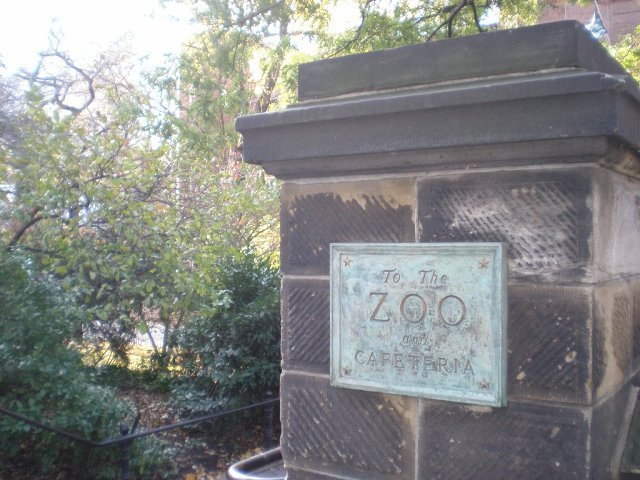 To The
ZOO
and
CAFETERIA